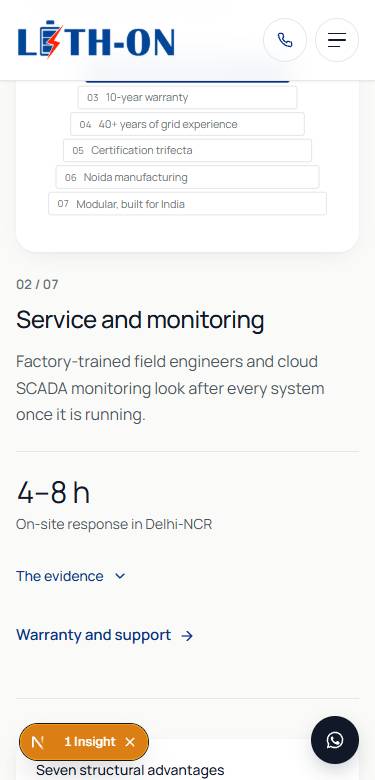 LITH-ON
03 10-year warranty
04 40+ years of grid experience
05 Certification trifecta
06 Noida manufacturing
07 Modular, built for India
02 / 07
Service and monitoring
Factory-trained field engineers and cloud
SCADA monitoring look after every system
once it is running.
4–8 h
On-site response in Delhi-NCR
The evidence
Warranty and support →
N 1 Insight ×
Seven structural advantages